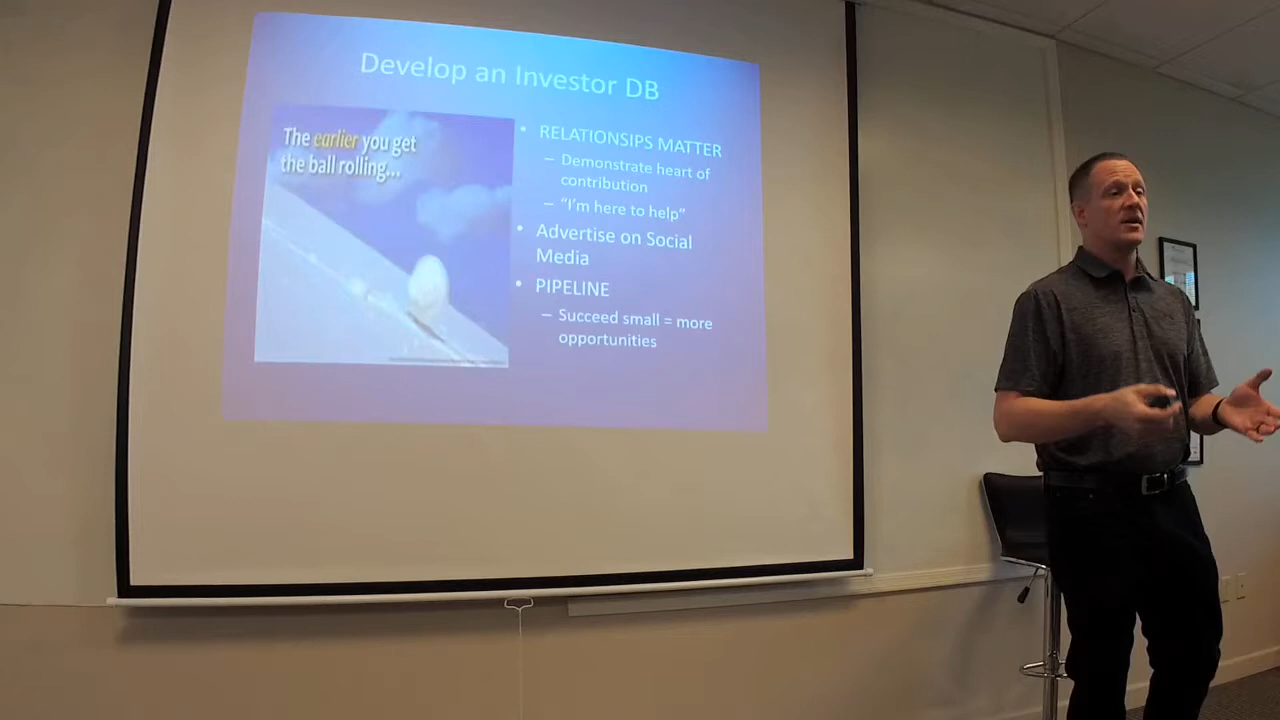 Develop an Investor DB
The earlier you get
the ball rolling...
• RELATIONSIPS MATTER
– Demonstrate heart of
contribution
– "I'm here to help"
• Advertise on Social
Media
• PIPELINE
– Succeed small = more
opportunities